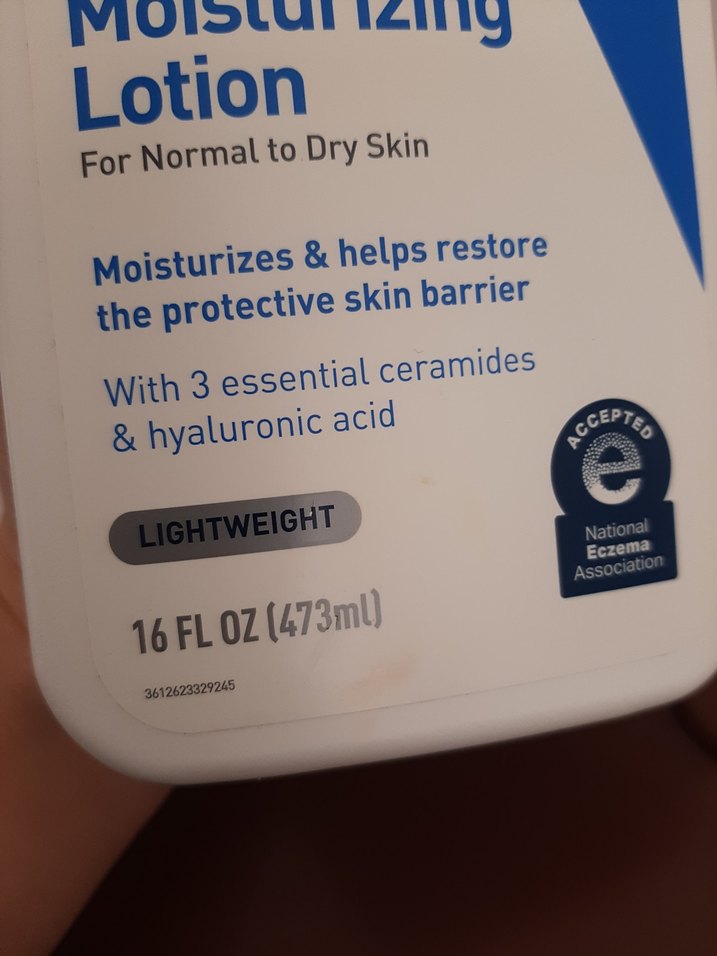 Moisturizing
Lotion
For Normal to Dry Skin
Moisturizes & helps restore
the protective skin barrier
With 3 essential ceramides
& hyaluronic acid
LIGHTWEIGHT
16 FL OZ (473ml)
3612623329245
ACCEPTED
e
National
Eczema
Association